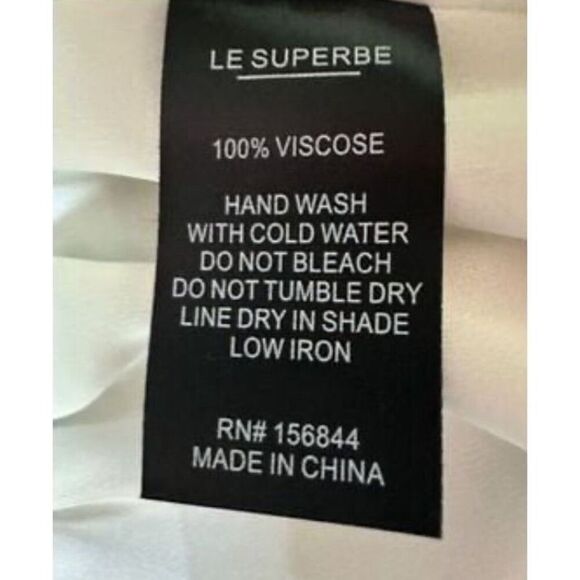 LE SUPERBE
100% VISCOSE
HAND WASH
WITH COLD WATER
DO NOT BLEACH
DO NOT TUMBLE DRY
LINE DRY IN SHADE
LOW IRON
RN# 156844
MADE IN CHINA